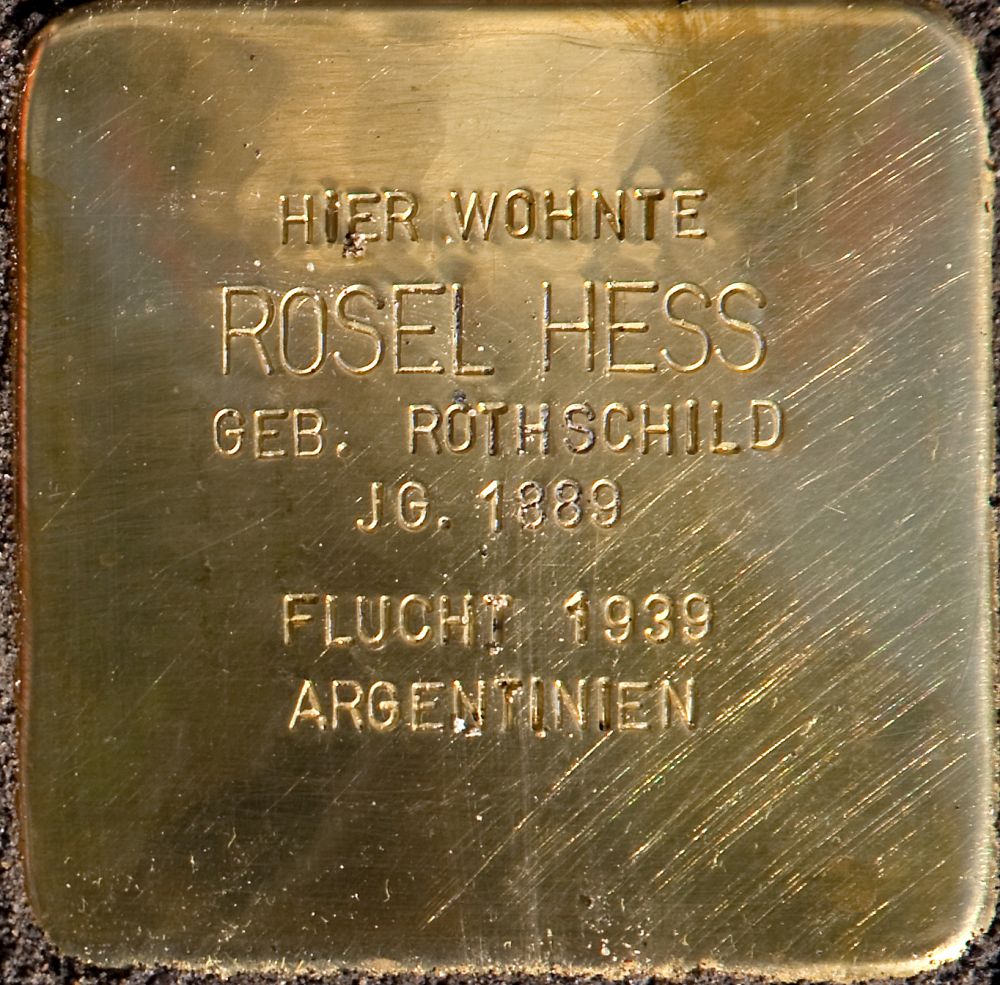 HIER WOHNTE
ROSEL HESS
GEB. ROTHSCHILD
JG. 1889
FLUCHT 1939
ARGENTINIEN